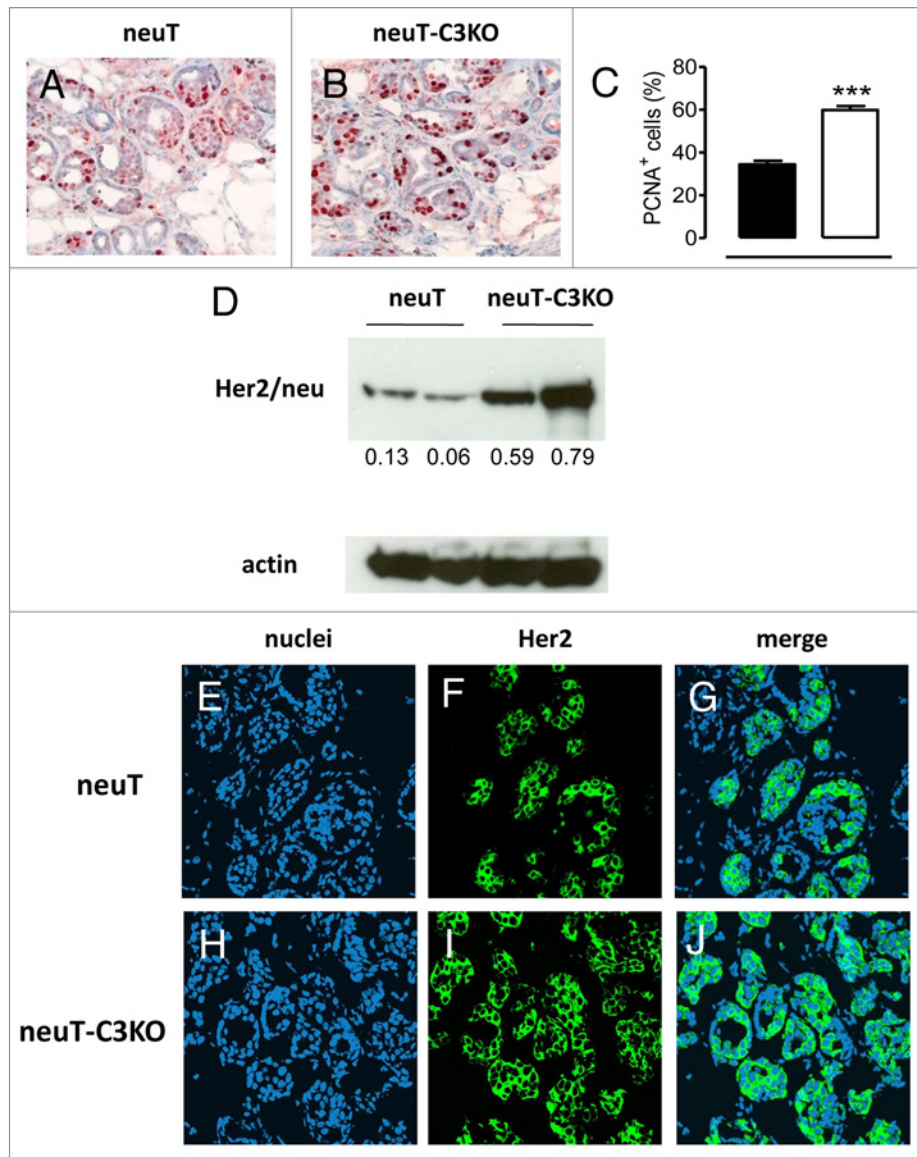 neuT neuT-C3KO
A B C
PCNA+ cells (%)
80
60
40
20
0
***
D neuT neuT-C3KO
Her2/neu
0.13 0.06 0.59 0.79
actin
nuclei Her2 merge
neuT
E F G
neuT-C3KO
H I J